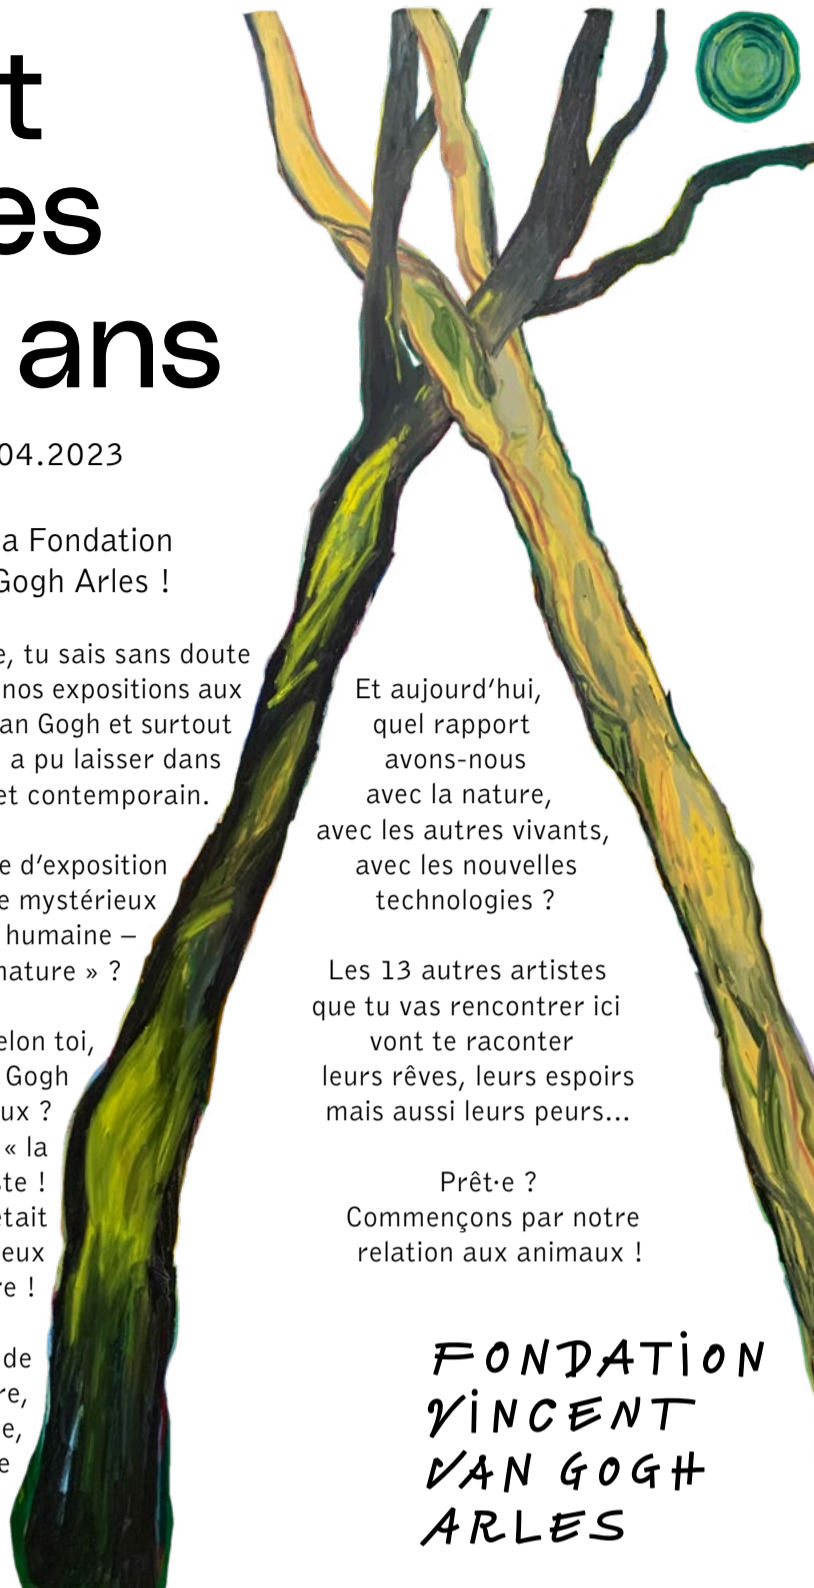 t
es
ans
04.2023
a Fondation
Gogh Arles !
e, tu sais sans doute
nos expositions aux
an Gogh et surtout
a pu laisser dans
et contemporain.
e d’exposition
e mystérieux
humaine –
nature » ?
elon toi,
Gogh
ux ?
« la
te !
était
eux
e !
de
re,
e,
e
Et aujourd’hui,
quel rapport
avons-nous
avec la nature,
avec les autres vivants,
avec les nouvelles
technologies ?
Les 13 autres artistes
que tu vas rencontrer ici
vont te raconter
leurs rêves, leurs espoirs
mais aussi leurs peurs...
Prêt·e ?
Commençons par notre
relation aux animaux !
FONDATION
VINCENT
VAN GOGH
ARLES